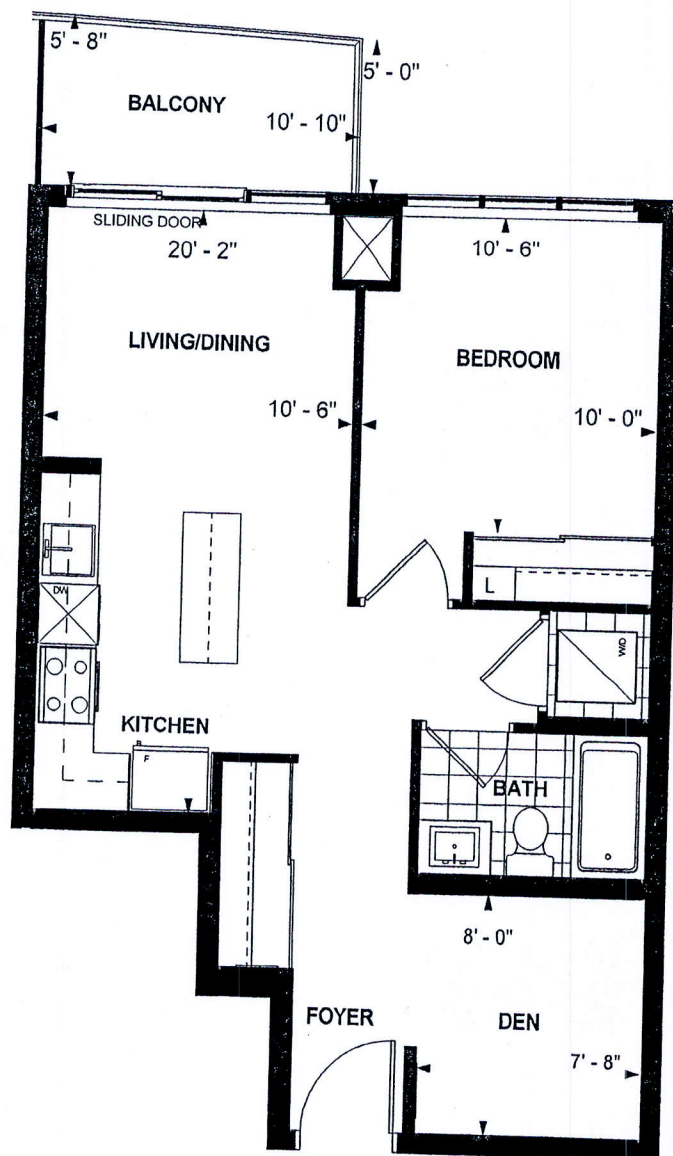 5' - 8"
5' - 0"
BALCONY
10' - 10"
SLIDING DOOR
20' - 2"
10' - 6"
LIVING/DINING
BEDROOM
10' - 6"
10' - 0"
DW
L
W/D
KITCHEN
F
BATH
8' - 0"
FOYER
DEN
7' - 8"